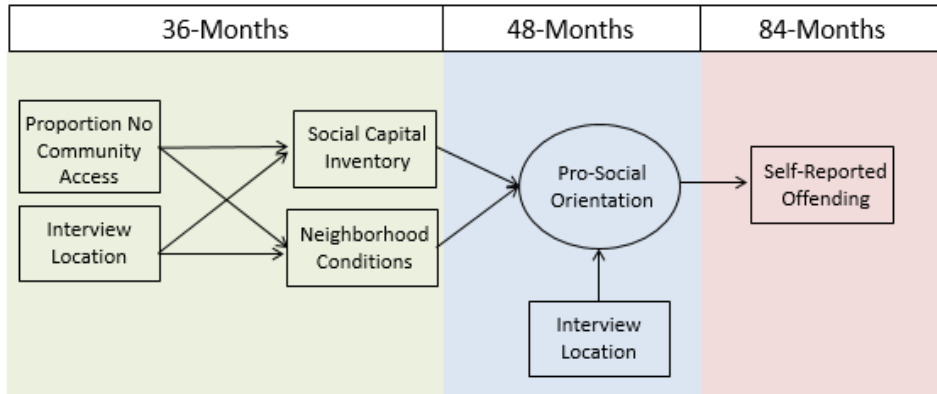 36-Months
48-Months
84-Months
Proportion No
Community
Access
Interview
Location
Social Capital
Inventory
Neighborhood
Conditions
Pro-Social
Orientation
Interview
Location
Self-Reported
Offending